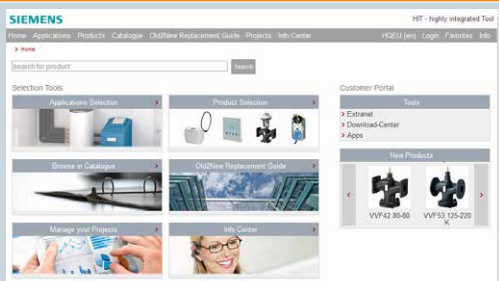 SIEMENS
HIT - highly integrated Tool
Home Applications Products Catalogue Old2New Replacement Guide Projects Info Center HQEU (en) Login Favorites Info
> Home
search for product Search
Selection Tools
Applications Selection >
Product Selection >
Browse in Catalogue >
Old2New Replacement Guide >
Manage your Projects >
Info Center >
Customer Portal
Tools
> Extranet
> Download-Center
> Apps
New Products
< >
VVF42.80-80
VVF53.125-220
K